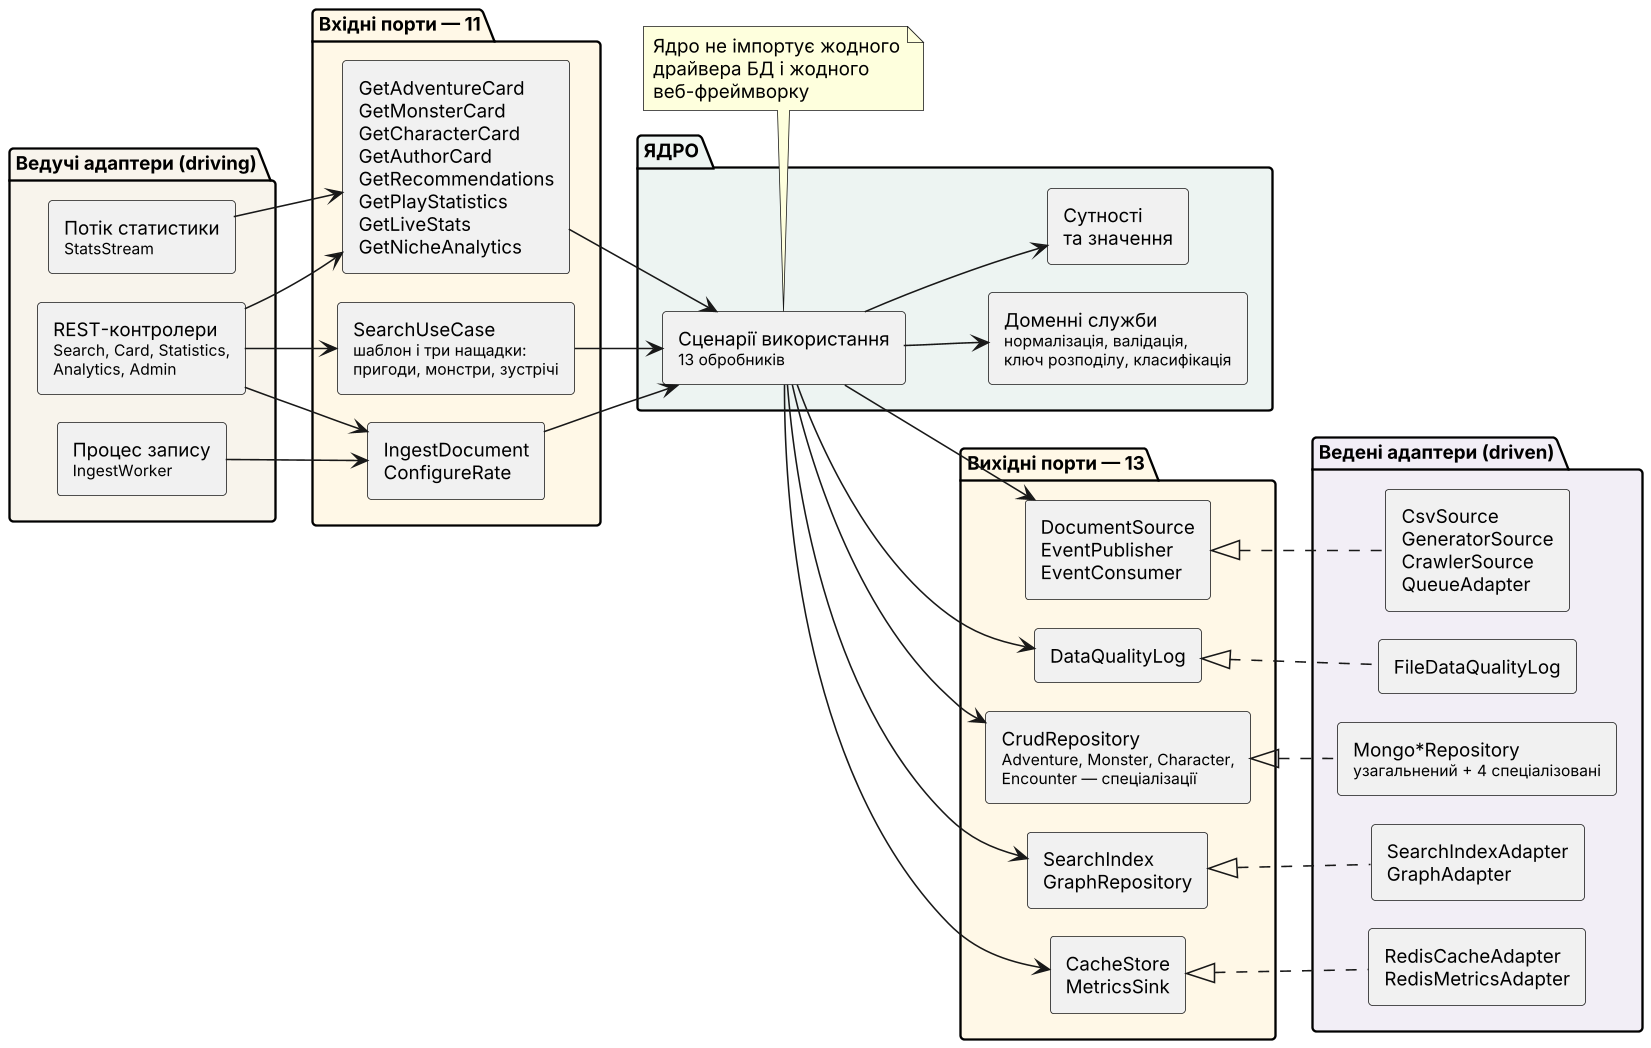 Ведучі адаптери (driving)
Потік статистики
StatsStream
REST-контролери
Search, Card, Statistics,
Analytics, Admin
Процес запису
IngestWorker
Вхідні порти — 11
GetAdventureCard
GetMonsterCard
GetCharacterCard
GetAuthorCard
GetRecommendations
GetPlayStatistics
GetLiveStats
GetNicheAnalytics
SearchUseCase
шаблон і три нащадки:
пригоди, монстри, зустрічі
IngestDocument
ConfigureRate
Ядро не імпортує жодного
драйвера БД і жодного
веб-фреймворку
ЯДРО
Сценарії використання
13 обробників
Сутності
та значення
Доменні служби
нормалізація, валідація,
ключ розподілу, класифікація
Вихідні порти — 13
DocumentSource
EventPublisher
EventConsumer
DataQualityLog
CrudRepository
Adventure, Monster, Character,
Encounter — спеціалізації
SearchIndex
GraphRepository
CacheStore
MetricsSink
Ведені адаптери (driven)
CsvSource
GeneratorSource
CrawlerSource
QueueAdapter
FileDataQualityLog
Mongo*Repository
узагальнений + 4 спеціалізовані
SearchIndexAdapter
GraphAdapter
RedisCacheAdapter
RedisMetricsAdapter